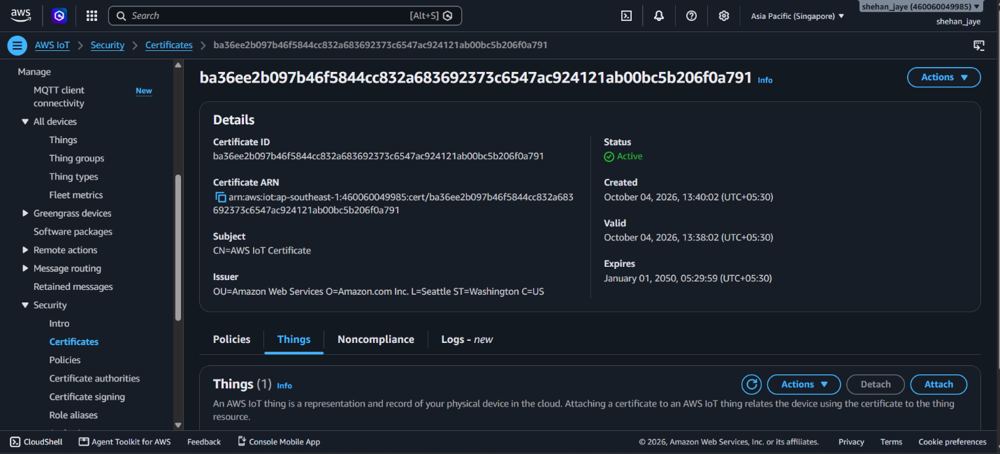 aws
Search [Alt+S]
Asia Pacific (Singapore) ▼
shehan_jaye (460060049985) ▼
shehan_jaye
AWS IoT > Security > Certificates > ba36ee2b097b46f5844cc832a683692373c6547ac924121ab00bc5b206f0a791
Manage
MQTT client connectivity New
All devices
Things
Thing groups
Thing types
Fleet metrics
Greengrass devices
Software packages
Remote actions
Message routing
Retained messages
Security
Intro
Certificates
Policies
Certificate authorities
Certificate signing
Role aliases
ba36ee2b097b46f5844cc832a683692373c6547ac924121ab00bc5b206f0a791 Info
Actions ▼
Details
Certificate ID
ba36ee2b097b46f5844cc832a683692373c6547ac924121ab00bc5b206f0a791
Certificate ARN
arn:aws:iot:ap-southeast-1:460060049985:cert/ba36ee2b097b46f5844cc832a683
692373c6547ac924121ab00bc5b206f0a791
Subject
CN=AWS IoT Certificate
Issuer
OU=Amazon Web Services O=Amazon.com Inc. L=Seattle ST=Washington C=US
Status
Active
Created
October 04, 2026, 13:40:02 (UTC+05:30)
Valid
October 04, 2026, 13:38:02 (UTC+05:30)
Expires
January 01, 2050, 05:29:59 (UTC+05:30)
Policies
Things
Noncompliance
Logs - new
Things (1) Info
Actions ▼
Detach
Attach
An AWS IoT thing is a representation and record of your physical device in the cloud. Attaching a certificate to an AWS IoT thing relates the device using the certificate to the thing
resource.
CloudShell
Agent Toolkit for AWS
Feedback
Console Mobile App
© 2026, Amazon Web Services, Inc. or its affiliates.
Privacy
Terms
Cookie preferences